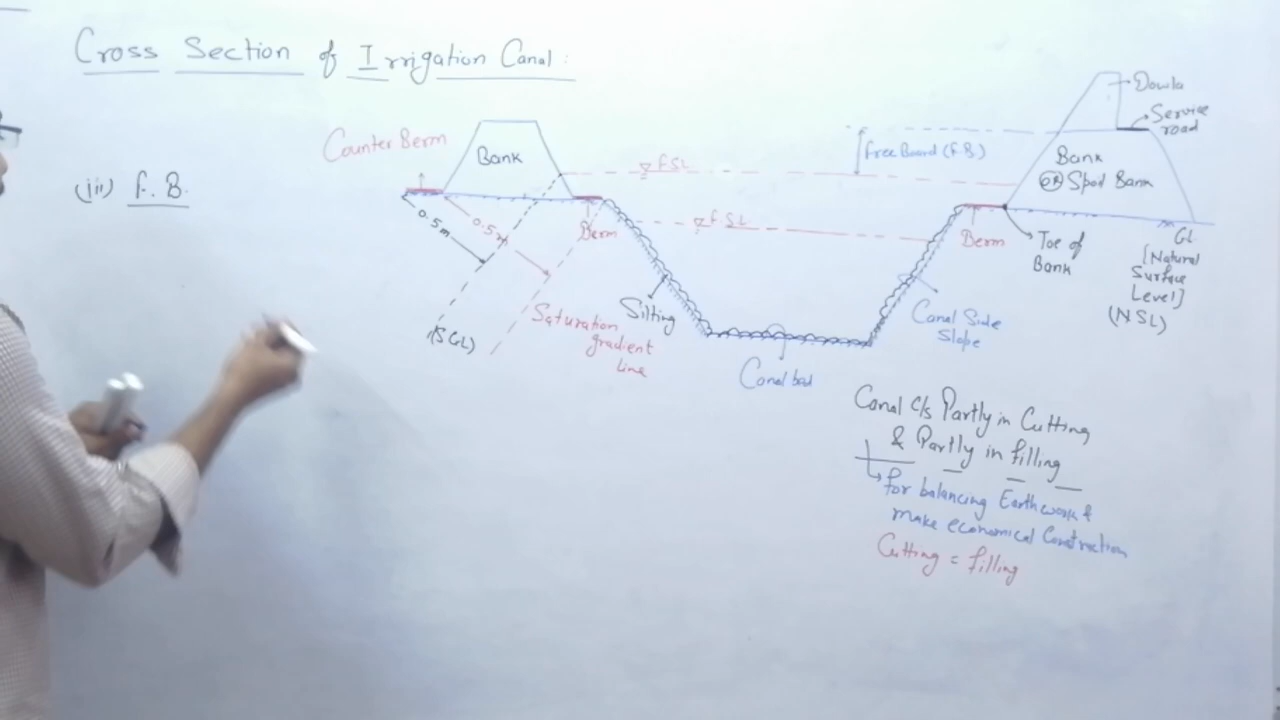 Cross Section of Irrigation Canal :
(iii) F. B.
Counter Berm
Bank
F.S.L
F.S.L
Free Board (F.B.)
Dowla
Service
road
Bank
OR Spoil Bank
0.5m
0.5m
Berm
Berm
Toe of
Bank
GL
[Natural
Surface
Level]
(NSL)
(SGL)
Saturation
gradient
Line
Silting
Canal bed
Canal Side
Slope
Canal c/s Partly in Cutting
& Partly in filling
For balancing Earthwork &
make economical Construction
Cutting = filling